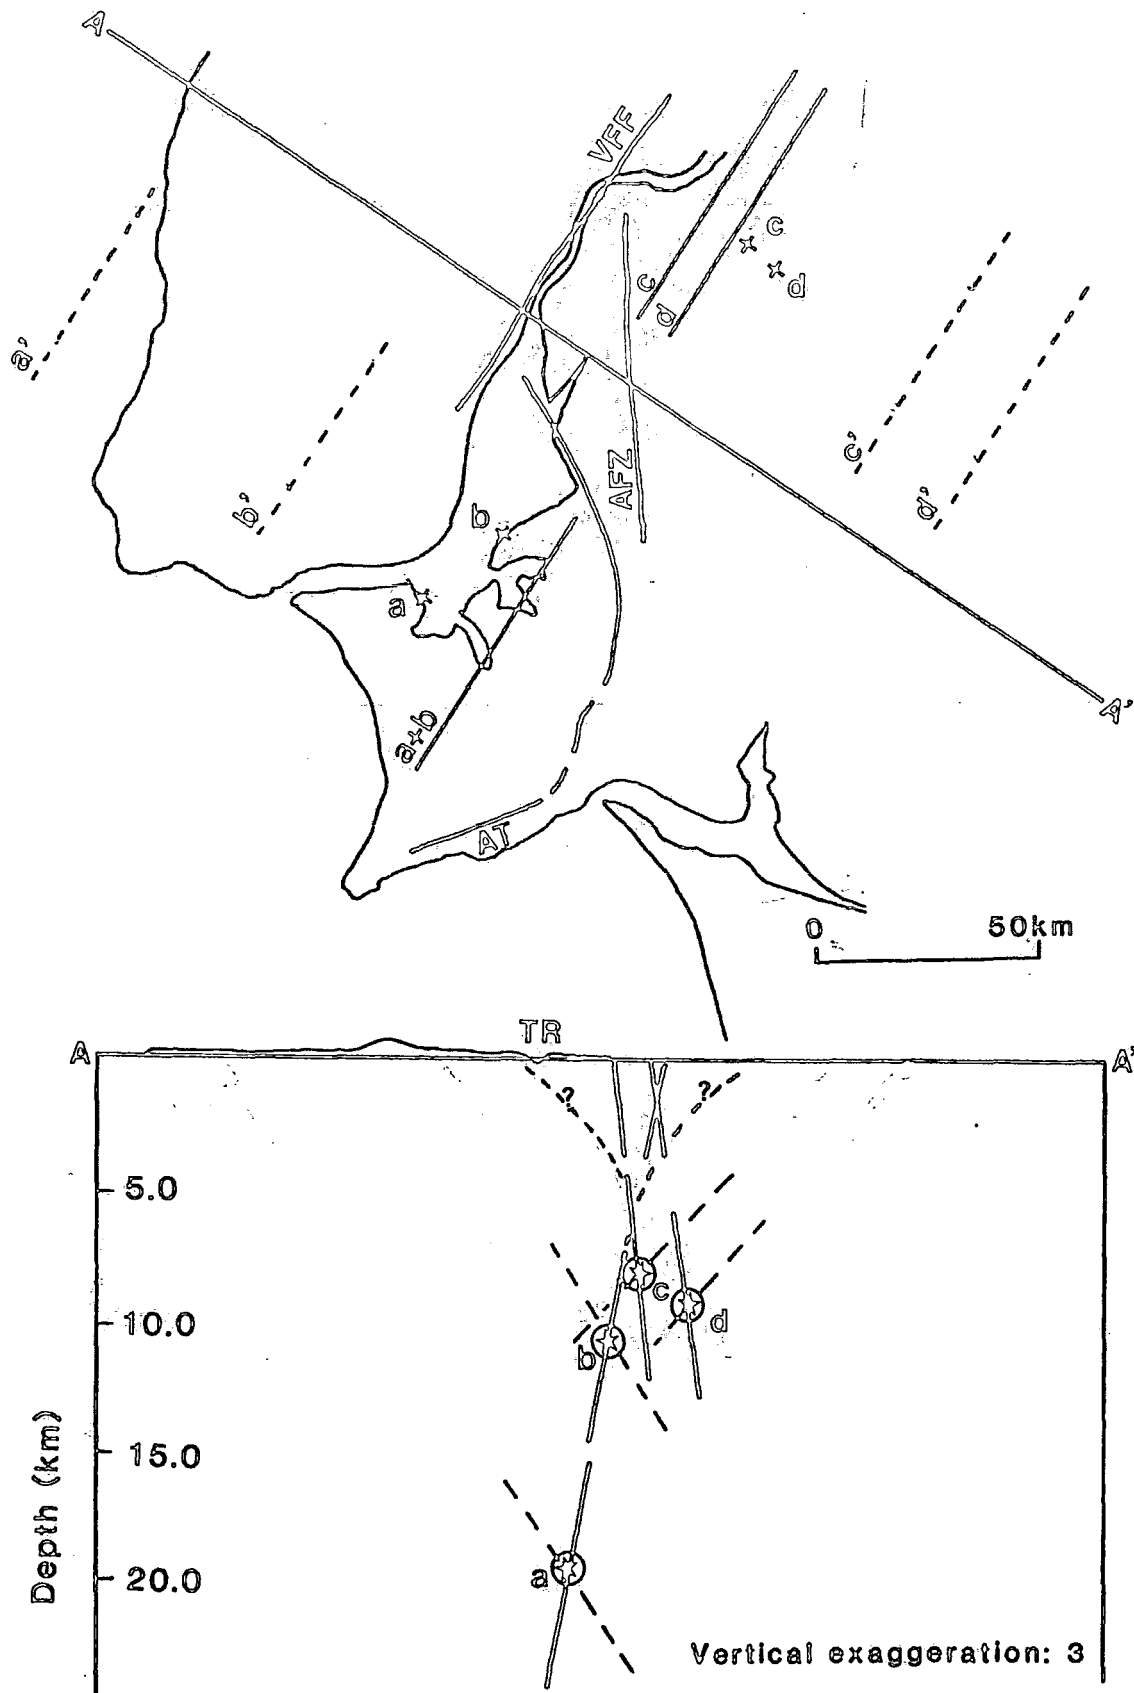 A
VFF
c
d
c
d
a'
b'
c'
d'
AFZ
b
a
a+b
A'
AT
0 50km
TR
A A'
? ?
5.0
c
10.0
d
b
15.0
a
20.0
Depth (km)
Vertical exaggeration: 3